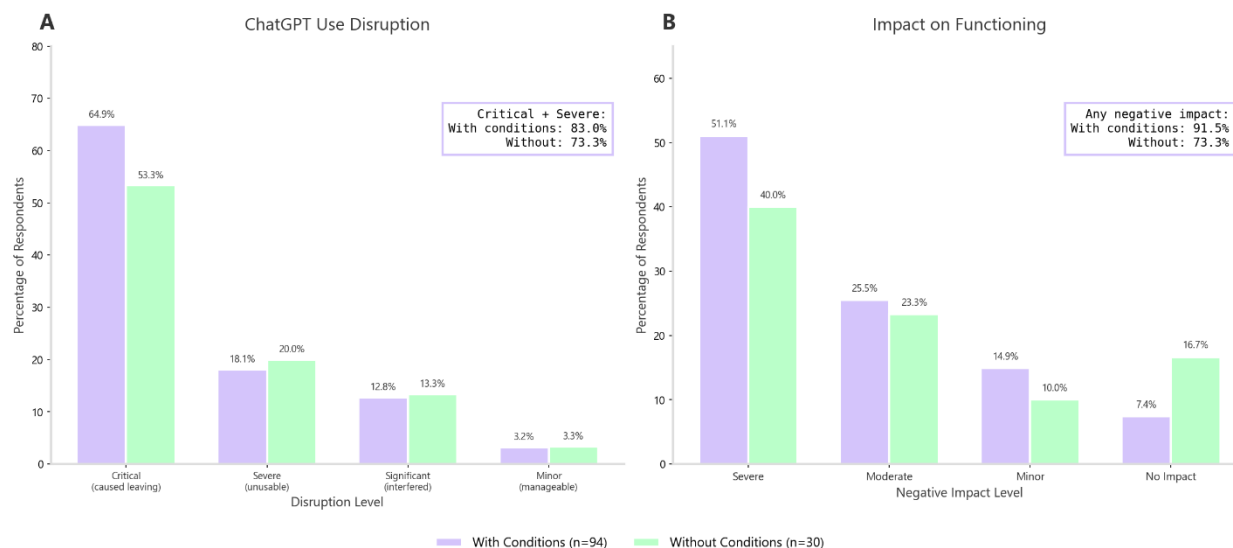 A
ChatGPT Use Disruption
Percentage of Respondents
80
70
60
50
40
30
20
10
0
64.9%
53.3%
18.1%
20.0%
12.8%
13.3%
3.2%
3.3%
Critical + Severe:
With conditions: 83.0%
Without: 73.3%
Critical
(caused leaving)
Severe
(unusable)
Significant
(interfered)
Minor
(manageable)
Disruption Level
B
Impact on Functioning
Percentage of Respondents
60
50
40
30
20
10
0
51.1%
40.0%
25.5%
23.3%
14.9%
10.0%
7.4%
16.7%
Any negative impact:
With conditions: 91.5%
Without: 73.3%
Severe
Moderate
Minor
No Impact
Negative Impact Level
With Conditions (n=94)
Without Conditions (n=30)